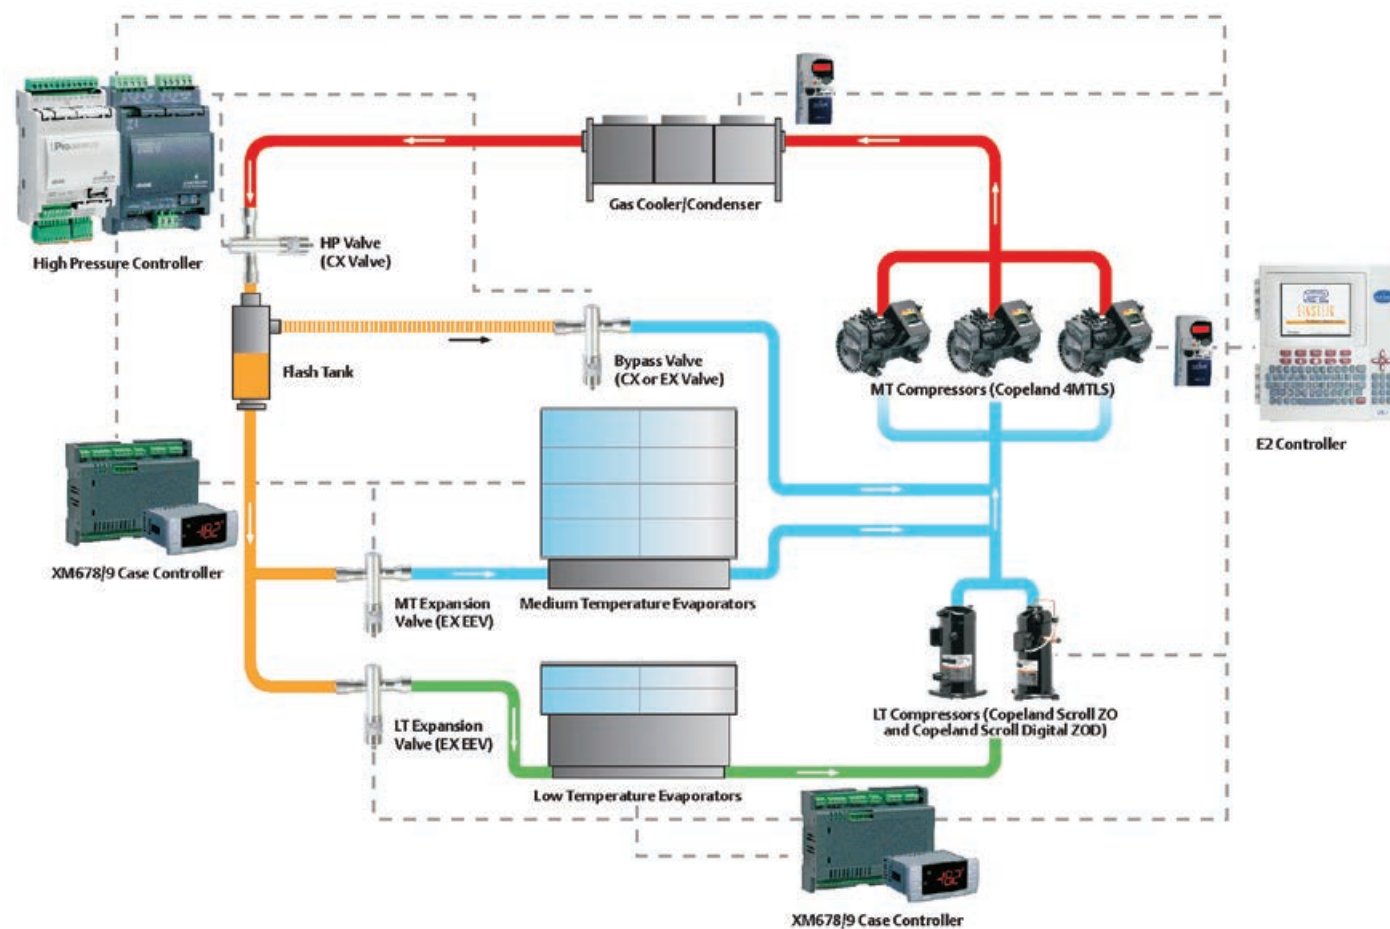 Gas Cooler/Condenser
High Pressure Controller
HP Valve
(CX Valve)
Flash Tank
Bypass Valve
(CX or EX Valve)
MT Compressors (Copeland 4MTLS)
E2 Controller
XM678/9 Case Controller
MT Expansion
Valve (EX EEV)
Medium Temperature Evaporators
LT Expansion
Valve (EX EEV)
LT Compressors (Copeland Scroll ZO
and Copeland Scroll Digital ZOD)
Low Temperature Evaporators
XM678/9 Case Controller